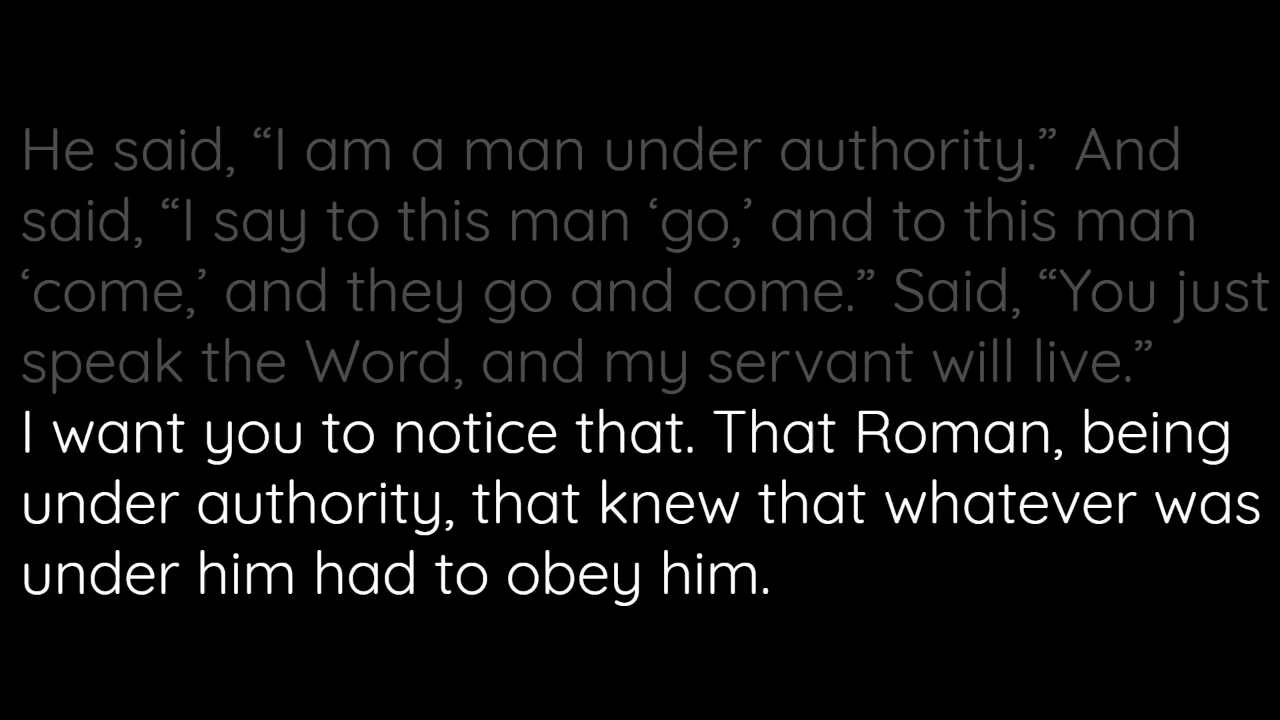 He said, “I am a man under authority.” And
said, “I say to this man ‘go,’ and to this man
‘come,’ and they go and come.” Said, “You just
speak the Word, and my servant will live.”
I want you to notice that. That Roman, being
under authority, that knew that whatever was
under him had to obey him.